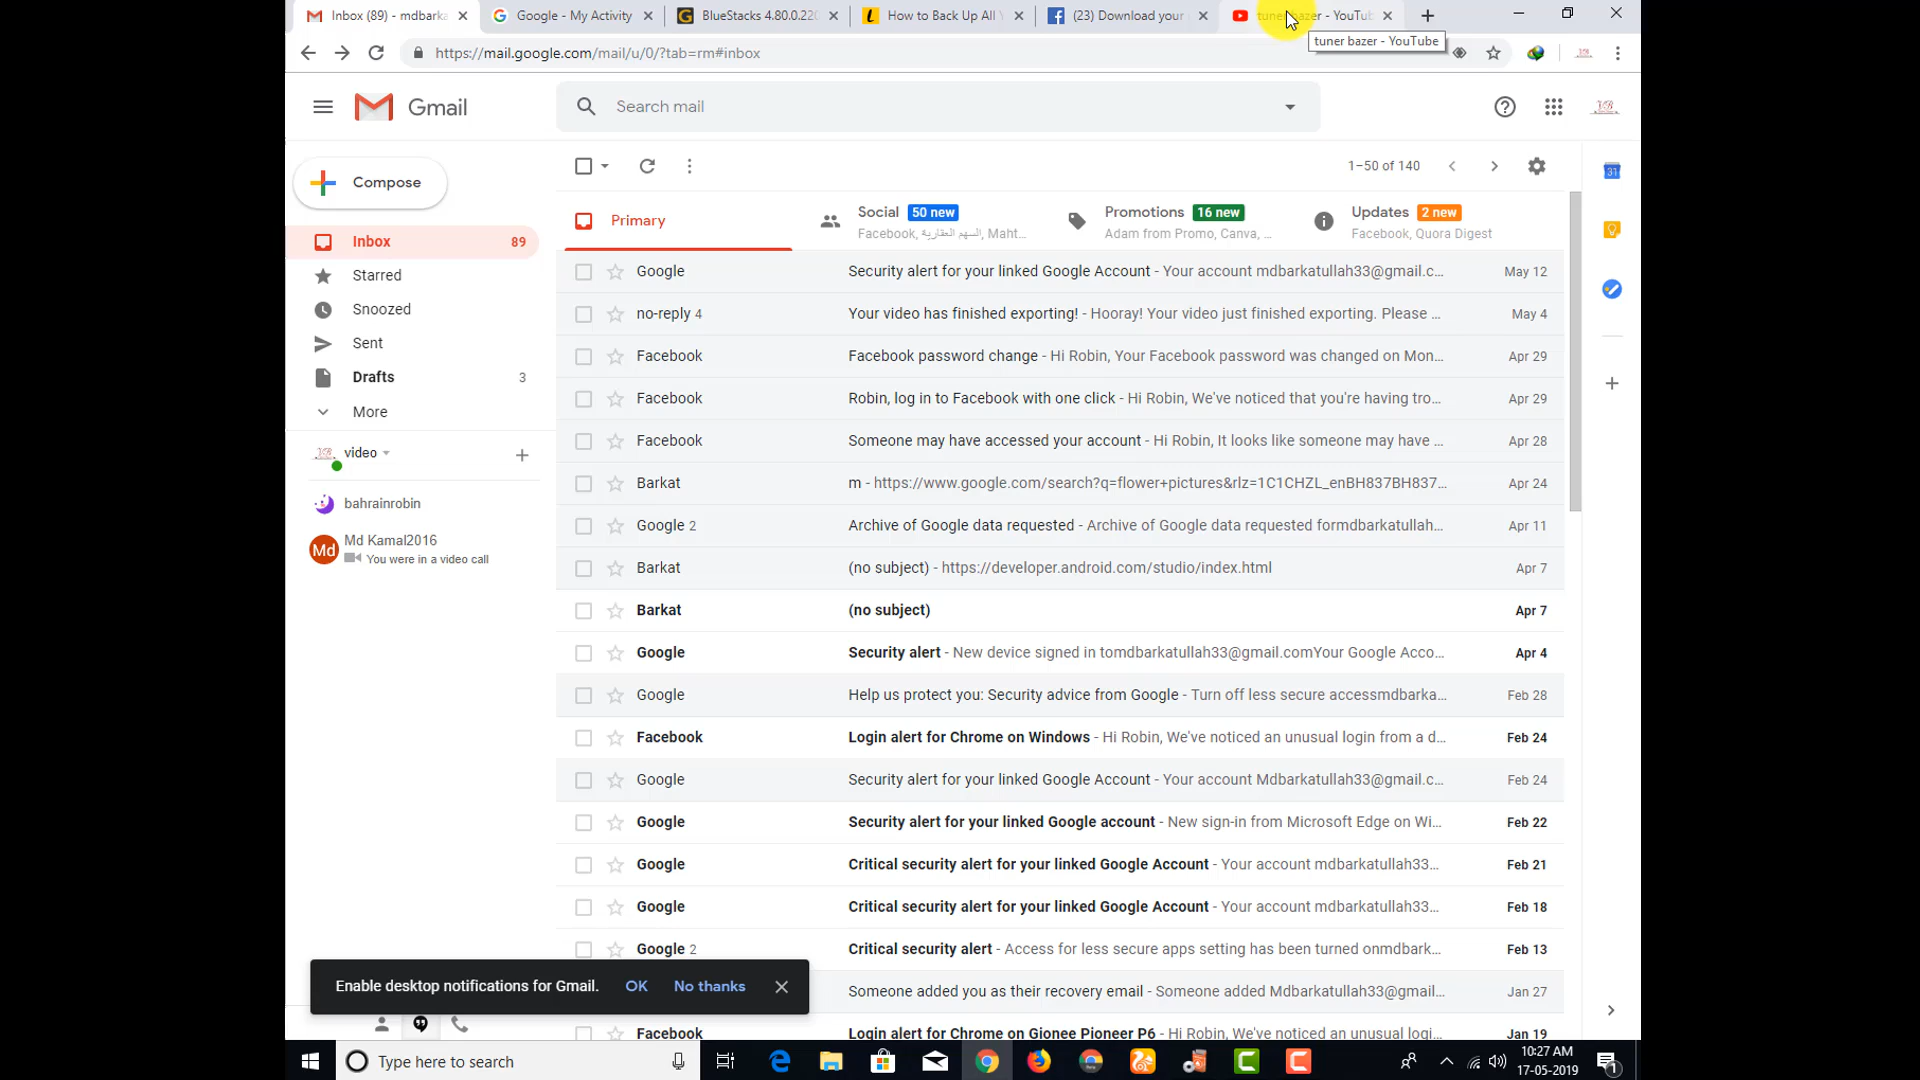 Inbox (89) - mdbarka
Google - My Activity
BlueStacks 4.80.0.220
How to Back Up All Y
(23) Download your
tuner bazer - YouTub
tuner bazer - YouTube
https://mail.google.com/mail/u/0/?tab=rm#inbox
Gmail
Search mail
Compose
1–50 of 140
Primary
Social 50 new
Facebook, السهم العقارية, Maht...
Promotions 16 new
Adam from Promo, Canva, ...
Updates 2 new
Facebook, Quora Digest
Inbox 89
Starred
Snoozed
Sent
Drafts 3
More
video
bahrainrobin
Md
Md Kamal2016
You were in a video call
Google Security alert for your linked Google Account - Your account mdbarkatullah33@gmail.c... May 12
no-reply 4 Your video has finished exporting! - Hooray! Your video just finished exporting. Please ... May 4
Facebook Facebook password change - Hi Robin, Your Facebook password was changed on Mon... Apr 29
Facebook Robin, log in to Facebook with one click - Hi Robin, We've noticed that you're having tro... Apr 29
Facebook Someone may have accessed your account - Hi Robin, It looks like someone may have ... Apr 28
Barkat m - https://www.google.com/search?q=flower+pictures&rlz=1C1CHZL_enBH837BH837... Apr 24
Google 2 Archive of Google data requested - Archive of Google data requested formdbarkatullah... Apr 11
Barkat (no subject) - https://developer.android.com/studio/index.html Apr 7
Barkat (no subject) Apr 7
Google Security alert - New device signed in tomdbarkatullah33@gmail.comYour Google Acco... Apr 4
Google Help us protect you: Security advice from Google - Turn off less secure accessmdbarka... Feb 28
Facebook Login alert for Chrome on Windows - Hi Robin, We've noticed an unusual login from a d... Feb 24
Google Security alert for your linked Google Account - Your account Mdbarkatullah33@gmail.c... Feb 24
Google Security alert for your linked Google account - New sign-in from Microsoft Edge on Wi... Feb 22
Google Critical security alert for your linked Google Account - Your account mdbarkatullah33... Feb 21
Google Critical security alert for your linked Google Account - Your account mdbarkatullah33... Feb 18
Google 2 Critical security alert - Access for less secure apps setting has been turned onmdbark... Feb 13
Someone added you as their recovery email - Someone added Mdbarkatullah33@gmail... Jan 27
Facebook Login alert for Chrome on Gionee Pioneer P6 - Hi Robin, We've noticed an unusual logi... Jan 19
Enable desktop notifications for Gmail. OK No thanks
31
Type here to search
10:27 AM
17-05-2019
1